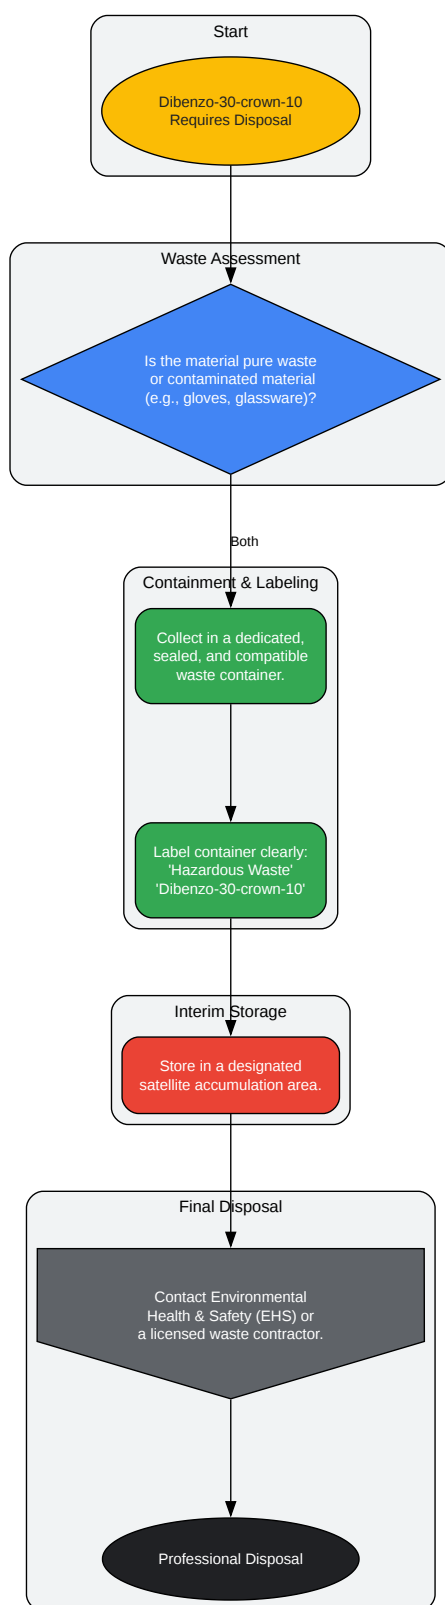 Start
Dibenzo-30-crown-10
Requires Disposal
Waste Assessment
Is the material pure waste
or contaminated material
(e.g., gloves, glassware)?
Both
Containment & Labeling
Collect in a dedicated,
sealed, and compatible
waste container.
Label container clearly:
'Hazardous Waste'
'Dibenzo-30-crown-10'
Interim Storage
Store in a designated
satellite accumulation area.
Final Disposal
Contact Environmental
Health & Safety (EHS) or
a licensed waste contractor.
Professional Disposal